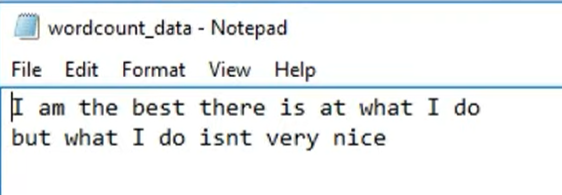 wordcount_data - Notepad
File Edit Format View Help
I am the best there is at what I do
but what I do isnt very nice